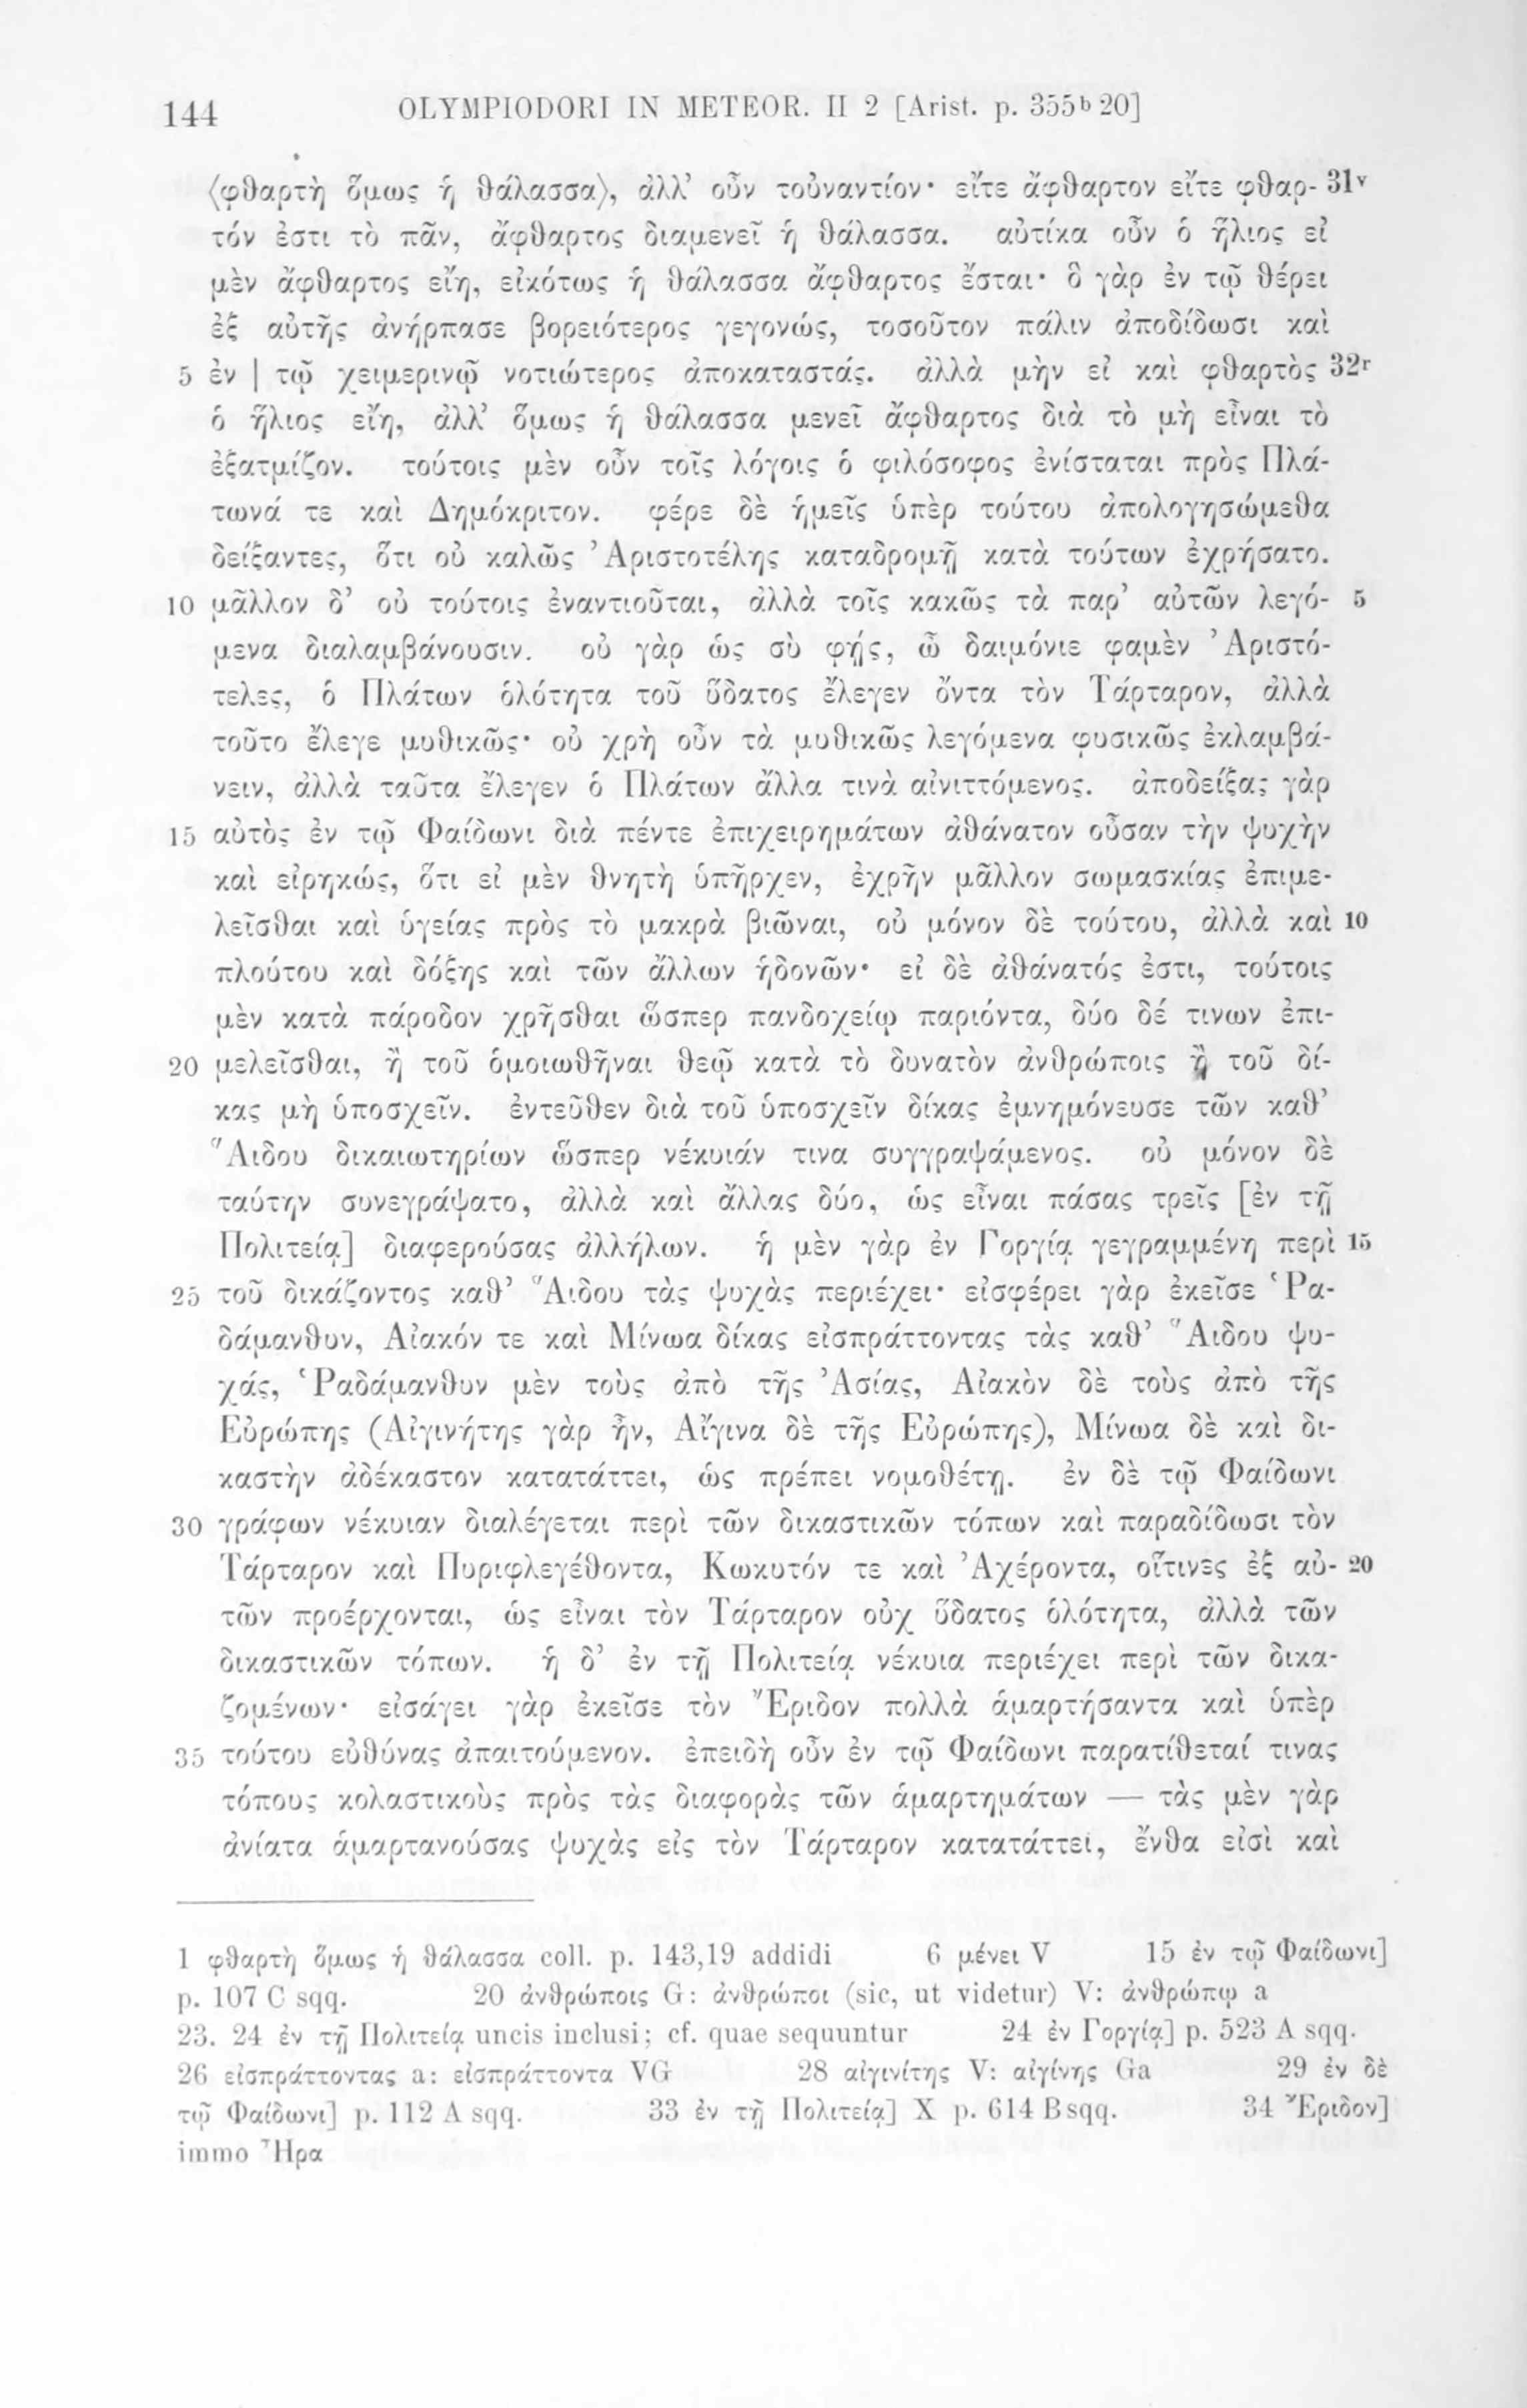 144 OLYMPIODORI IN METEOR. II 2 [Arist. p. 355b 20]
⟨φθαρτὴ ὅμως ἡ θάλασσα⟩, ἀλλ’ οὖν τοὐναντίον· εἴτε ἄφθαρτον εἴτε φθαρ- 31v
τόν ἐστι τὸ πᾶν, ἄφθαρτος διαμενεῖ ἡ θάλασσα. αὐτίκα οὖν ὁ ἥλιος εἰ
μὲν ἄφθαρτος εἴη, εἰκότως ἡ θάλασσα ἄφθαρτος ἔσται· ὃ γὰρ ἐν τῷ θέρει
ἐξ αὐτῆς ἀνήρπασε βορειότερος γεγονώς, τοσοῦτον πάλιν ἀποδίδωσι καὶ
5 ἐν | τῷ χειμερινῷ νοτιώτερος ἀποκαταστάς. ἀλλὰ μὴν εἰ καὶ φθαρτὸς 32r
ὁ ἥλιος εἴη, ἀλλ’ ὅμως ἡ θάλασσα μενεῖ ἄφθαρτος διὰ τὸ μὴ εἶναι τὸ
ἐξατμίζον. τούτοις μὲν οὖν τοῖς λόγοις ὁ φιλόσοφος ἐνίσταται πρὸς Πλά-
τωνά τε καὶ Δημόκριτον. φέρε δὲ ἡμεῖς ὑπὲρ τούτου ἀπολογησώμεθα
δείξαντες, ὅτι οὐ καλῶς Ἀριστοτέλης καταδρομῇ κατὰ τούτων ἐχρήσατο.
10 μᾶλλον δ’ οὐ τούτοις ἐναντιοῦται, ἀλλὰ τοῖς κακῶς τὰ παρ’ αὐτῶν λεγό- 5
μενα διαλαμβάνουσιν. οὐ γὰρ ὡς σὺ φῄς, ὦ δαιμόνιε φαμὲν Ἀριστό-
τελες, ὁ Πλάτων ὁλότητα τοῦ ὕδατος ἔλεγεν ὄντα τὸν Τάρταρον, ἀλλὰ
τοῦτο ἔλεγε μυθικῶς· οὐ χρὴ οὖν τὰ μυθικῶς λεγόμενα φυσικῶς ἐκλαμβά-
νειν, ἀλλὰ ταῦτα ἔλεγεν ὁ Πλάτων ἄλλα τινὰ αἰνιττόμενος. ἀποδείξας γὰρ
15 αὐτὸς ἐν τῷ Φαίδωνι διὰ πέντε ἐπιχειρημάτων ἀθάνατον οὖσαν τὴν ψυχὴν
καὶ εἰρηκώς, ὅτι εἰ μὲν θνητὴ ὑπῆρχεν, ἐχρῆν μᾶλλον σωμασκίας ἐπιμε-
λεῖσθαι καὶ ὑγείας πρὸς τὸ μακρὰ βιῶναι, οὐ μόνον δὲ τούτου, ἀλλὰ καὶ 10
πλούτου καὶ δόξης καὶ τῶν ἄλλων ἡδονῶν· εἰ δὲ ἀθάνατός ἐστι, τούτοις
μὲν κατὰ πάροδον χρῆσθαι ὥσπερ πανδοχείῳ παριόντα, δύο δέ τινων ἐπι-
20 μελεῖσθαι, ἢ τοῦ ὁμοιωθῆναι θεῷ κατὰ τὸ δυνατὸν ἀνθρώποις ἢ τοῦ δί-
κας μὴ ὑποσχεῖν. ἐντεῦθεν διὰ τοῦ ὑποσχεῖν δίκας ἐμνημόνευσε τῶν καθ’
Ἅιδου δικαιωτηρίων ὥσπερ νέκυιάν τινα συγγραψάμενος. οὐ μόνον δὲ
ταύτην συνεγράψατο, ἀλλὰ καὶ ἄλλας δύο, ὡς εἶναι πάσας τρεῖς [ἐν τῇ
Πολιτείᾳ] διαφερούσας ἀλλήλων. ἡ μὲν γὰρ ἐν Γοργίᾳ γεγραμμένη περὶ 15
25 τοῦ δικάζοντος καθ’ Ἅιδου τὰς ψυχὰς περιέχει· εἰσφέρει γὰρ ἐκεῖσε Ῥα-
δάμανθυν, Αἰακόν τε καὶ Μίνωα δίκας εἰσπράττοντας τὰς καθ’ Ἅιδου ψυ-
χάς, Ῥαδάμανθυν μὲν τοὺς ἀπὸ τῆς Ἀσίας, Αἰακὸν δὲ τοὺς ἀπὸ τῆς
Εὐρώπης (Αἰγινήτης γὰρ ἦν, Αἴγινα δὲ τῆς Εὐρώπης), Μίνωα δὲ καὶ δι-
καστὴν ἀδέκαστον κατατάττει, ὡς πρέπει νομοθέτῃ. ἐν δὲ τῷ Φαίδωνι
30 γράφων νέκυιαν διαλέγεται περὶ τῶν δικαστικῶν τόπων καὶ παραδίδωσι τὸν
Τάρταρον καὶ Πυριφλεγέθοντα, Κωκυτόν τε καὶ Ἀχέροντα, οἵτινες ἐξ αὐ- 20
τῶν προέρχονται, ὡς εἶναι τὸν Τάρταρον οὐχ ὕδατος ὁλότητα, ἀλλὰ τῶν
δικαστικῶν τόπων. ἡ δ’ ἐν τῇ Πολιτείᾳ νέκυια περιέχει περὶ τῶν δικα-
ζομένων· εἰσάγει γὰρ ἐκεῖσε τὸν Ἔριδον πολλὰ ἁμαρτήσαντα καὶ ὑπὲρ
35 τούτου εὐθύνας ἀπαιτούμενον. ἐπειδὴ οὖν ἐν τῷ Φαίδωνι παρατίθεταί τινας
τόπους κολαστικοὺς πρὸς τὰς διαφορὰς τῶν ἁμαρτημάτων — τὰς μὲν γὰρ
ἀνίατα ἁμαρτανούσας ψυχὰς εἰς τὸν Τάρταρον κατατάττει, ἔνθα εἰσὶ καὶ
1 φθαρτὴ ὅμως ἡ θάλασσα coll. p. 143,19 addidi 6 μένει V 15 ἐν τῷ Φαίδωνι]
p. 107 C sqq. 20 ἀνθρώποις G: ἀνθρώποι (sic, ut videtur) V: ἀνθρώπῳ a
23. 24 ἐν τῇ Πολιτείᾳ uncis inclusi; cf. quae sequuntur 24 ἐν Γοργίᾳ] p. 523 A sqq.
26 εἰσπράττοντας a: εἰσπράττοντα VG 28 αἰγινίτης V: αἰγίνης Ga 29 ἐν δὲ
τῷ Φαίδωνι] p. 112 A sqq. 33 ἐν τῇ Πολιτείᾳ] X p. 614 B sqq. 34 Ἔριδον]
immo Ἦρα